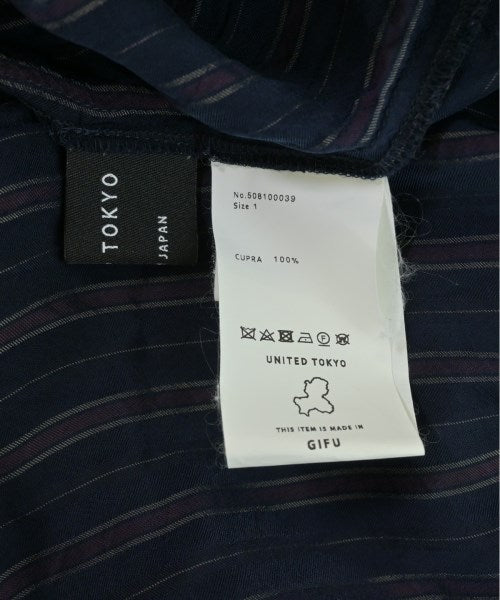 TOKYO
JAPAN
No.508100039
Size 1
CUPRA 100%
UNITED TOKYO
THIS ITEM IS MADE IN
GIFU